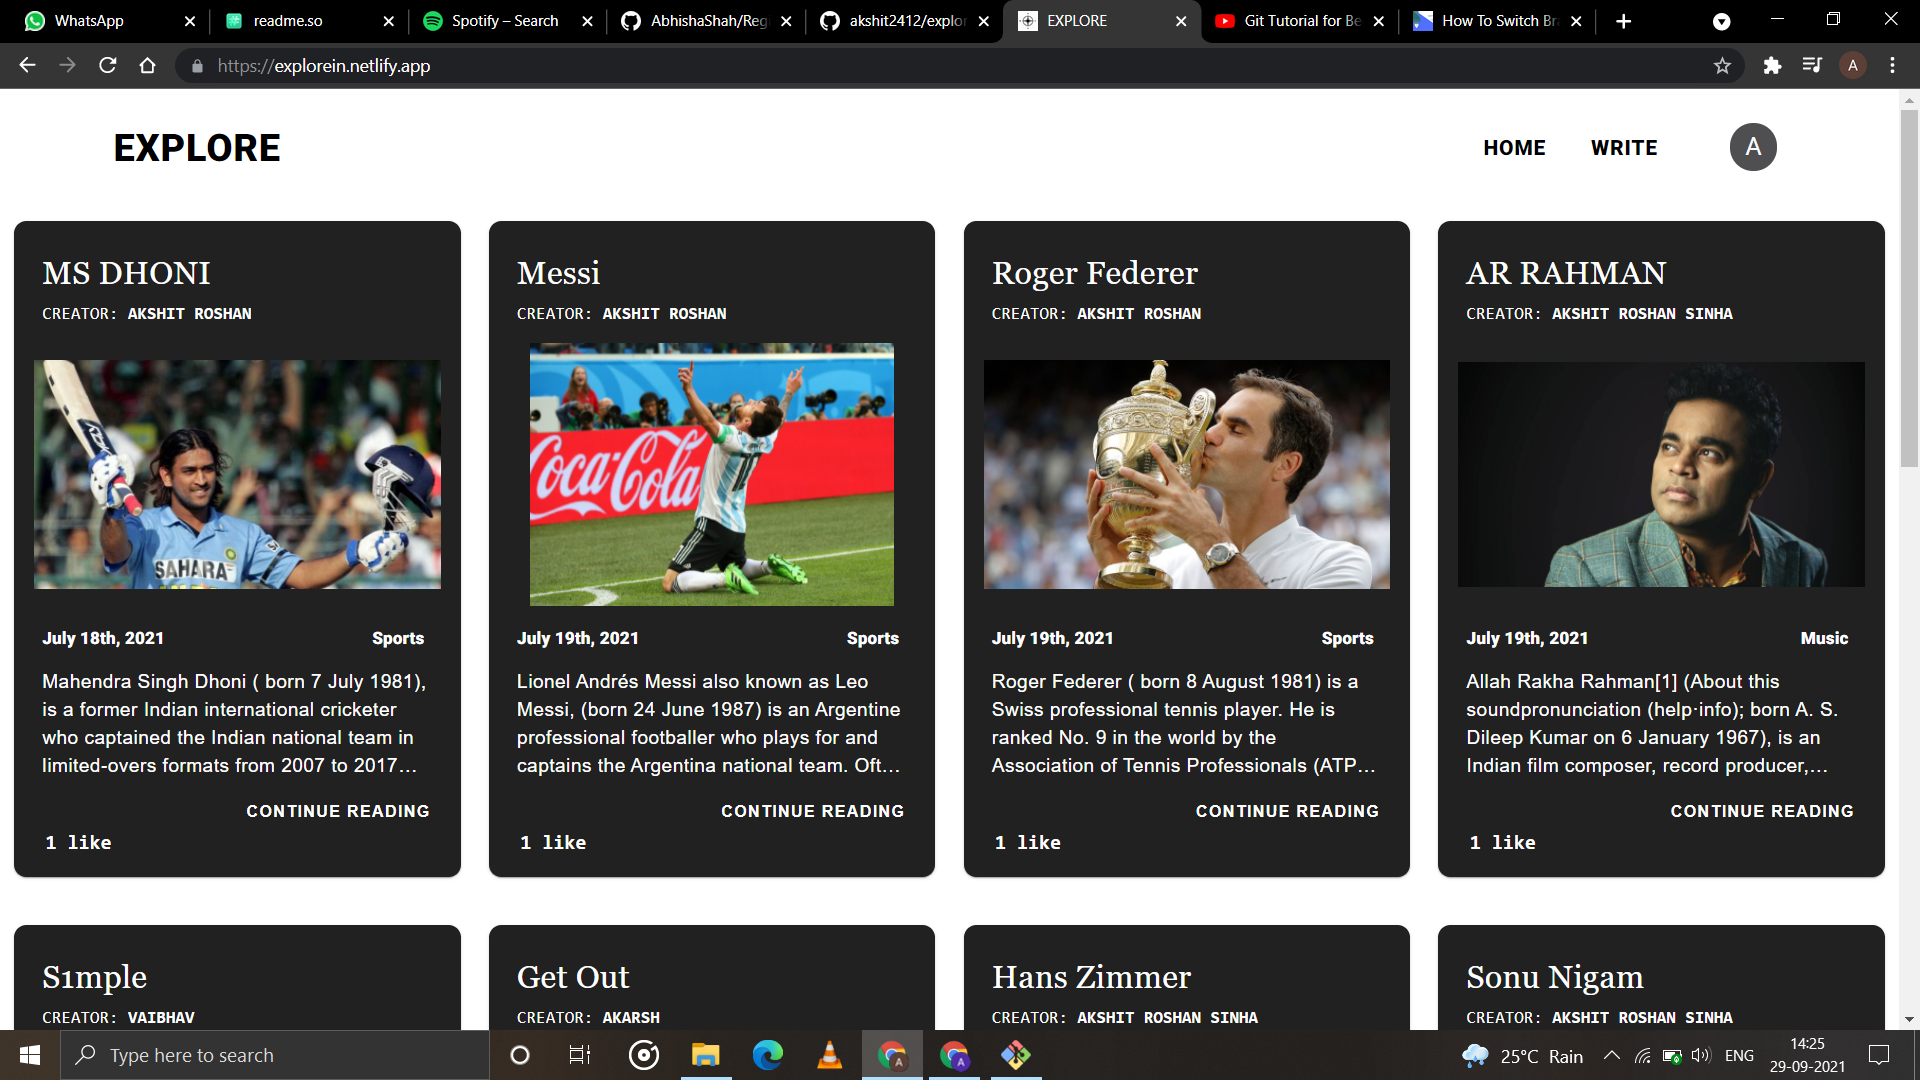 WhatsApp
readme.so
Spotify – Search
AbhishaShah/Reg
akshit2412/explor
EXPLORE
Git Tutorial for Be
How To Switch Bra
https://explorein.netlify.app
A
EXPLORE
HOME
WRITE
A
MS DHONI
CREATOR: AKSHIT ROSHAN
SAHARA
July 18th, 2021
Sports
Mahendra Singh Dhoni ( born 7 July 1981),
is a former Indian international cricketer
who captained the Indian national team in
limited-overs formats from 2007 to 2017...
CONTINUE READING
1 like
Messi
CREATOR: AKSHIT ROSHAN
Coca-Cola
10
July 19th, 2021
Sports
Lionel Andrés Messi also known as Leo
Messi, (born 24 June 1987) is an Argentine
professional footballer who plays for and
captains the Argentina national team. Oft...
CONTINUE READING
1 like
Roger Federer
CREATOR: AKSHIT ROSHAN
July 19th, 2021
Sports
Roger Federer ( born 8 August 1981) is a
Swiss professional tennis player. He is
ranked No. 9 in the world by the
Association of Tennis Professionals (ATP...
CONTINUE READING
1 like
AR RAHMAN
CREATOR: AKSHIT ROSHAN SINHA
July 19th, 2021
Music
Allah Rakha Rahman[1] (About this
soundpronunciation (help·info); born A. S.
Dileep Kumar on 6 January 1967), is an
Indian film composer, record producer,...
CONTINUE READING
1 like
S1mple
CREATOR: VAIBHAV
Get Out
CREATOR: AKARSH
Hans Zimmer
CREATOR: AKSHIT ROSHAN SINHA
Sonu Nigam
CREATOR: AKSHIT ROSHAN SINHA
Type here to search
25°C Rain
ENG
14:25
29-09-2021